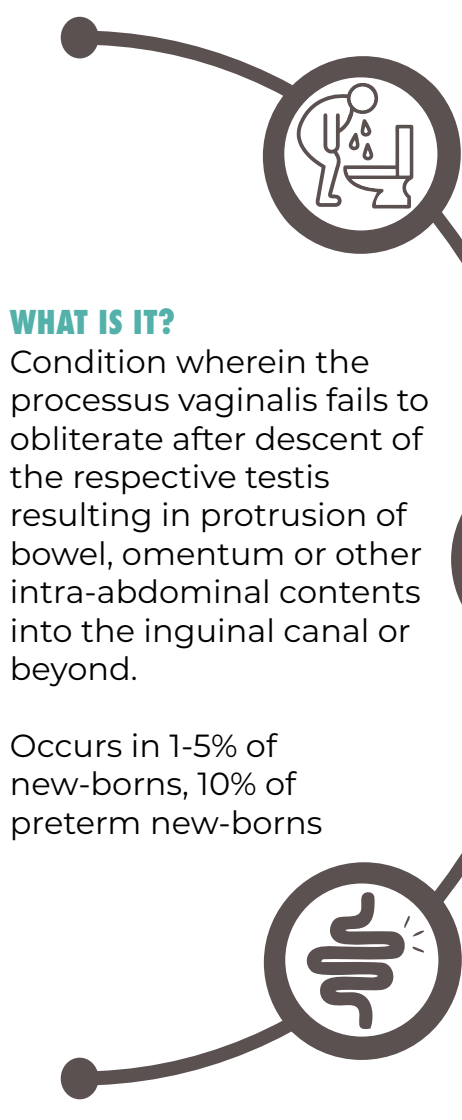 WHAT IS IT?
Condition wherein the
processus vaginalis fails to
obliterate after descent of
the respective testis
resulting in protrusion of
bowel, omentum or other
intra-abdominal contents
into the inguinal canal or
beyond.
Occurs in 1-5% of
new-borns, 10% of
preterm new-borns